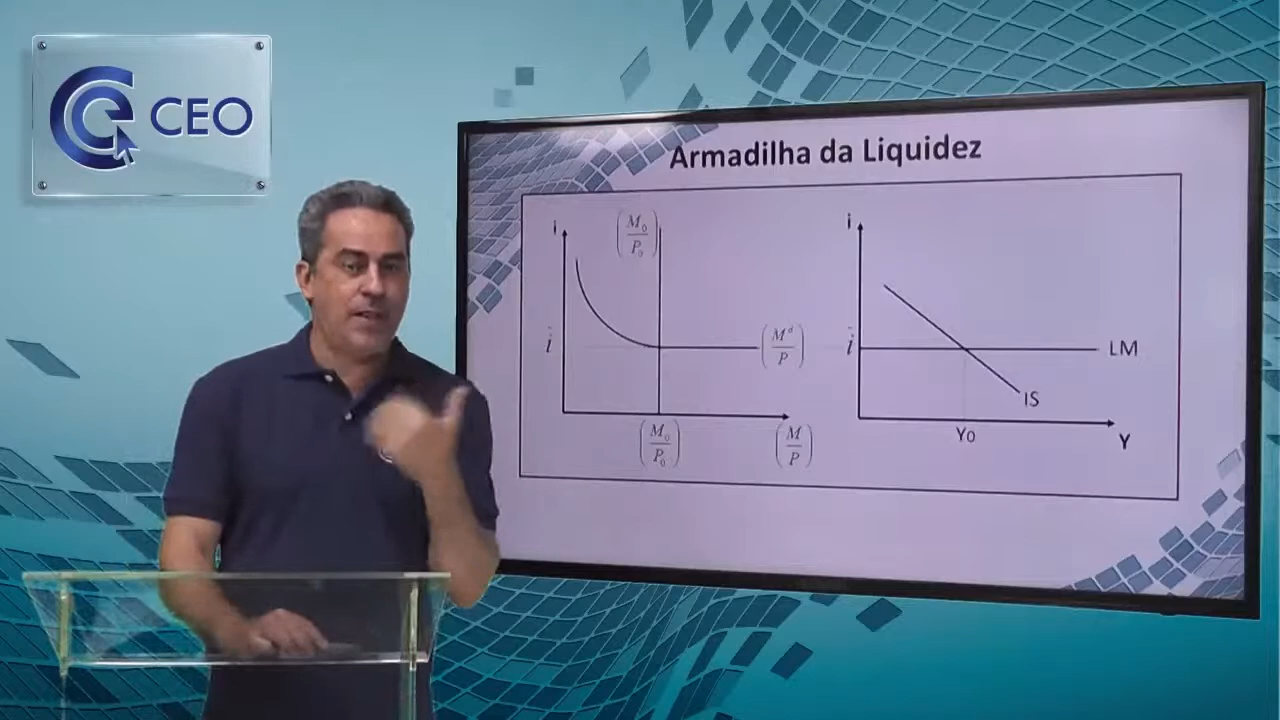 CEO
Armadilha da Liquidez
i
(M₀/P₀)
ī
(Mᵈ/P)
(M₀/P₀)
(M/P)
i
ī
LM
IS
Y₀
Y